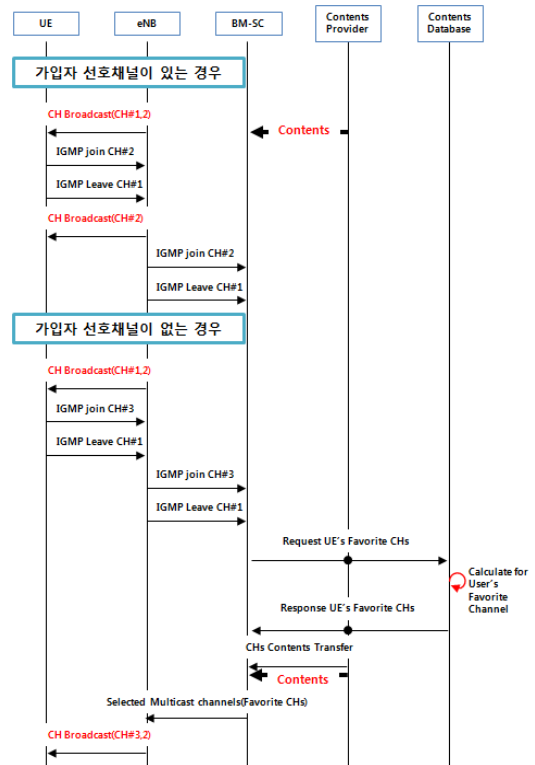 UE
eNB
BM-SC
Contents
Provider
Contents
Database
가입자 선호채널이 있는 경우
CH Broadcast(CH#1,2)
Contents
IGMP join CH#2
IGMP Leave CH#1
CH Broadcast(CH#2)
IGMP join CH#2
IGMP Leave CH#1
가입자 선호채널이 없는 경우
CH Broadcast(CH#1,2)
IGMP join CH#3
IGMP Leave CH#1
IGMP join CH#3
IGMP Leave CH#1
Request UE's Favorite CHs
Calculate for
User's
Favorite
Channel
Response UE's Favorite CHs
CHs Contents Transfer
Contents
Selected Multicast channels(Favorite CHs)
CH Broadcast(CH#3,2)